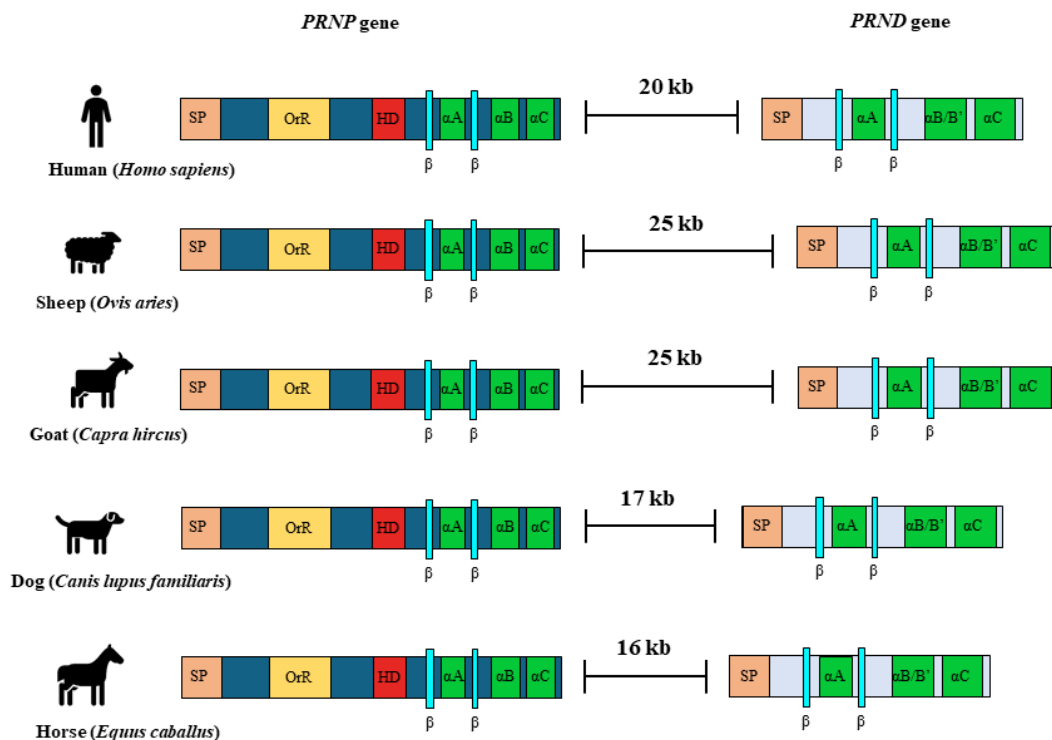 PRNP gene
PRND gene
20 kb
SP OrR HD αA αB αC
SP αA αB/B’ αC
β β
β β
Human (Homo sapiens)
25 kb
SP OrR HD αA αB αC
SP αA αB/B’ αC
β β
β β
Sheep (Ovis aries)
25 kb
SP OrR HD αA αB αC
SP αA αB/B’ αC
β β
β β
Goat (Capra hircus)
17 kb
SP OrR HD αA αB αC
SP αA αB/B’ αC
β β
β β
Dog (Canis lupus familiaris)
16 kb
SP OrR HD αA αB αC
SP αA αB/B’ αC
β β
β β
Horse (Equus caballus)